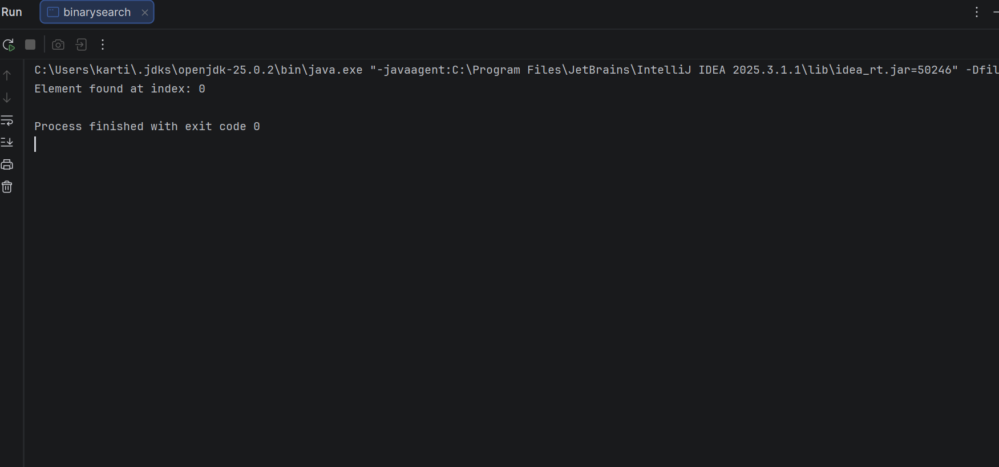 Run binarysearch
C:\Users\karti\.jdks\openjdk-25.0.2\bin\java.exe "-javaagent:C:\Program Files\JetBrains\IntelliJ IDEA 2025.3.1.1\lib\idea_rt.jar=50246" -Dfil
Element found at index: 0
Process finished with exit code 0